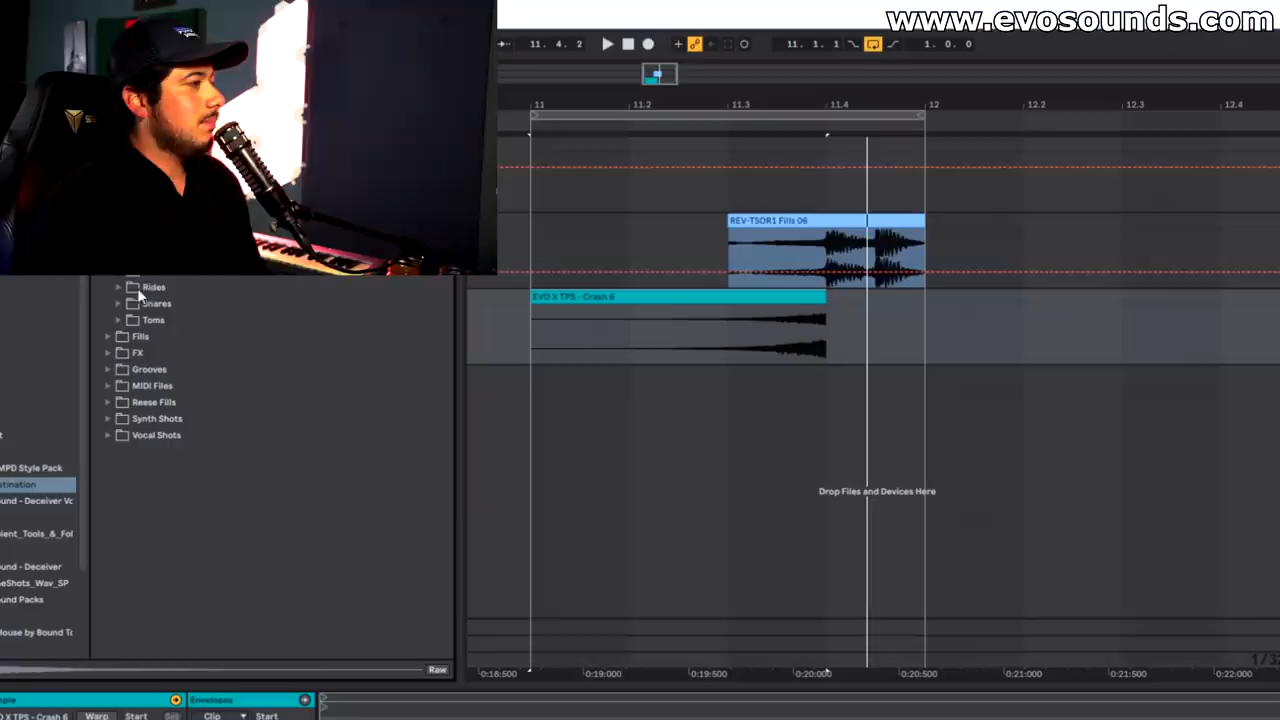 www.evosounds.com
11. 4. 2
11. 1. 1
1. 0. 0
11
11.2
11.3
11.4
12
12.2
12.3
12.4
REV-TSOR1 Fills 06
EVO X TPS - Crash 6
Rides
Snares
Toms
Fills
FX
Grooves
MIDI Files
Reese Fills
Synth Shots
Vocal Shots
MPD Style Pack
stination
und - Deceiver Vc
ient_Tools_&_Fol
und - Deceiver
eShots_Wav_SP
und Packs
House by Bound To
Drop Files and Devices Here
Raw
0:18:500
0:19:000
0:19:500
0:20:000
0:20:500
0:21:000
0:21:500
0:22:000
mple
Envelopes
O X TPS - Crash 6
Warp
Start
Clip
Start